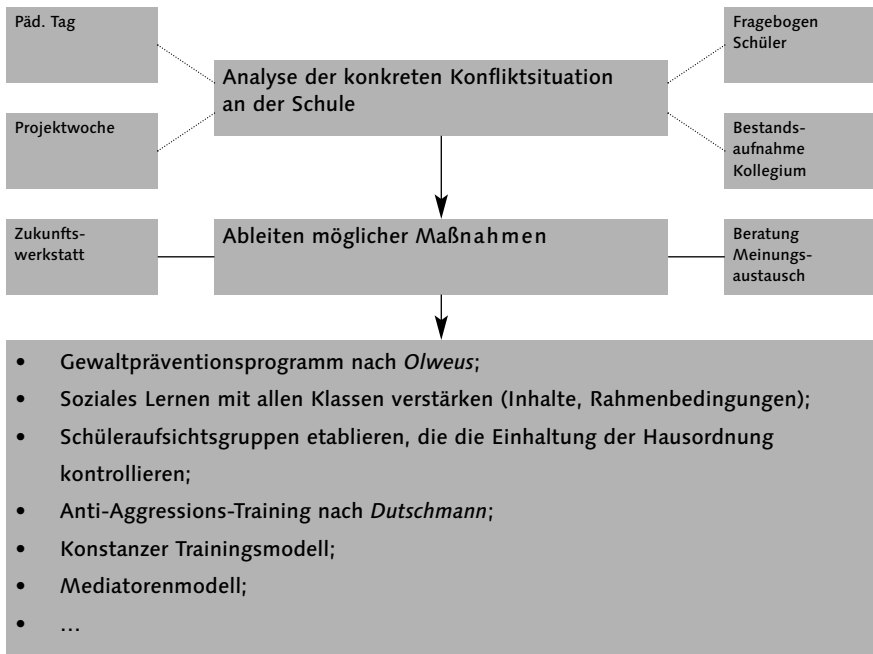 Päd. Tag
Fragebogen
Schüler
Analyse der konkreten Konfliktsituation
an der Schule
Projektwoche
Bestands-
aufnahme
Kollegium
Zukunfts-
werkstatt
Ableiten möglicher Maßnahmen
Beratung
Meinungs-
austausch
• Gewaltpräventionsprogramm nach Olweus;
• Soziales Lernen mit allen Klassen verstärken (Inhalte, Rahmenbedingungen);
• Schüleraufsichtsgruppen etablieren, die die Einhaltung der Hausordnung
kontrollieren;
• Anti-Aggressions-Training nach Dutschmann;
• Konstanzer Trainingsmodell;
• Mediatorenmodell;
• …